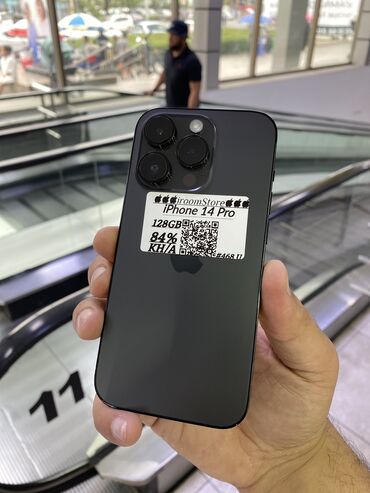 iroomStore
iPhone 14 Pro
128GB
84%
KH/A
#468
11